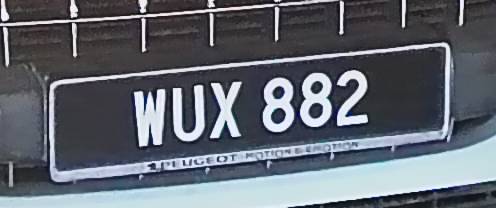 WUX 882
PEUGEOT MOTION & EMOTION